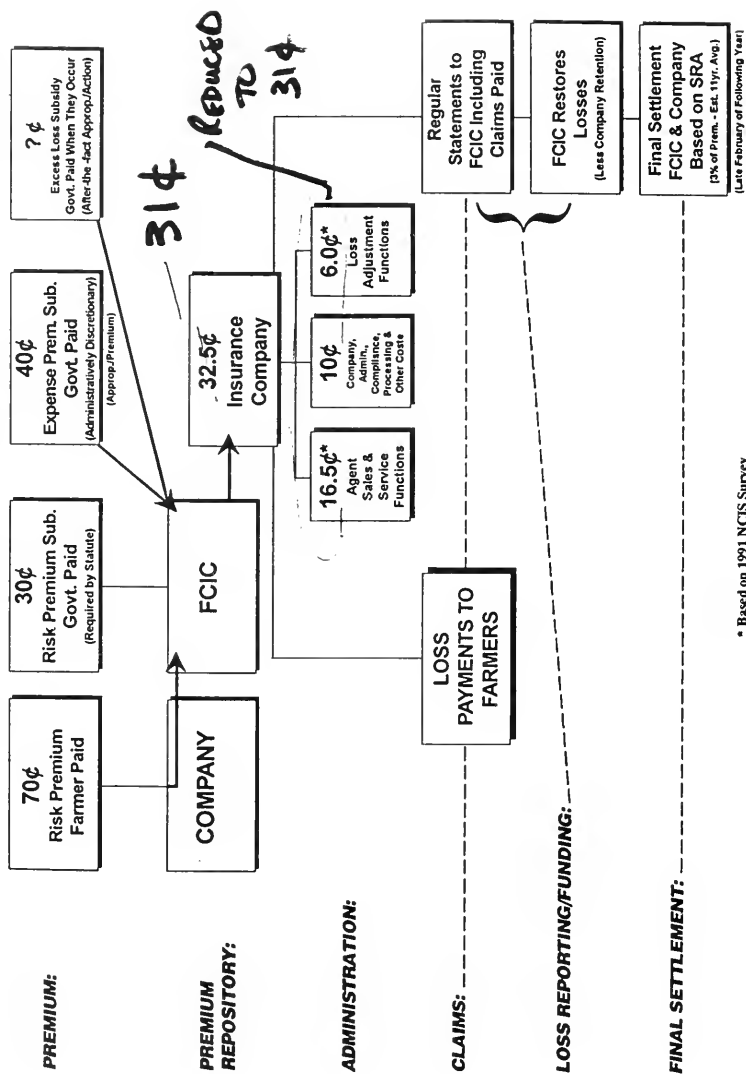 PREMIUM:
70¢
Risk Premium
Farmer Paid
30¢
Risk Premium Sub.
Govt. Paid
(Required by Statute)
40¢
Expense Prem. Sub.
Govt. Paid
(Administratively Discretionary)
(Approp./Premium)
?¢
Excess Loss Subsidy
Govt. Paid When They Occur
(After-the -fact Approp./Action)
PREMIUM
REPOSITORY:
COMPANY
FCIC
31¢
32.5¢
Insurance
Company
REDUCED
TO
31¢
ADMINISTRATION:
16.5¢*
Agent
Sales &
Service
Functions
10¢
Company,
Admin.,
Compliance,
Processing &
Other Costs
6.0¢*
Loss
Adjustment
Functions
CLAIMS:
LOSS
PAYMENTS TO
FARMERS
Regular
Statements to
FCIC Including
Claims Paid
LOSS REPORTING/FUNDING:
FCIC Restores
Losses
(Less Company Retention)
FINAL SETTLEMENT:
Final Settlement
FCIC & Company
Based on SRA
(3% of Prem. - Est. 11yr. Avg.)
(Late February of Following Year)
* Based on 1991 NCIS Survey